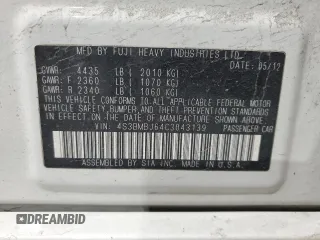 MFD BY FUJI HEAVY INDUSTRIES LTD.
GVWR: 4435 LB ( 2010 KG) DATE: 05/12
GAWR: F 2360 LB ( 1070 KG)
GAWR: R 2340 LB ( 1060 KG)
THIS VEHICLE CONFORMS TO ALL APPLICABLE FEDERAL MOTOR
VEHICLE SAFETY, BUMPER, AND THEFT PREVENTION
STANDARDS IN EFFECT ON THE DATE OF MANUFACTURE
SHOWN ABOVE.
VIN: 4S3BMBJ64C3043139 PASSENGER CAR
ASSEMBLED BY SIA INC. MADE IN U.S.A.